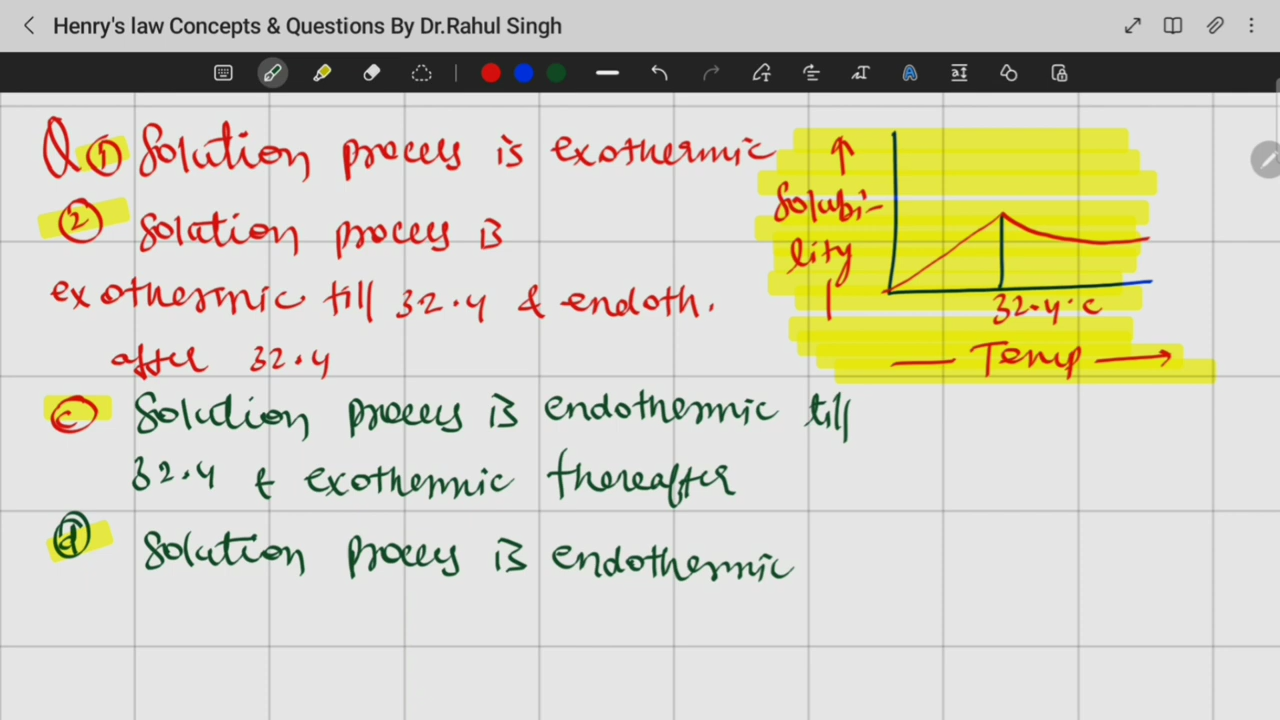 Henry's law Concepts & Questions By Dr.Rahul Singh
Q ① Solution process is exothermic
② Solution process is
exothermic till 32.4 & endoth.
after 32.4
c Solution process is endothermic till
32.4 & exothermic thereafter
d Solution process is endothermic
Solubi-
lity
32.4°C
Temp